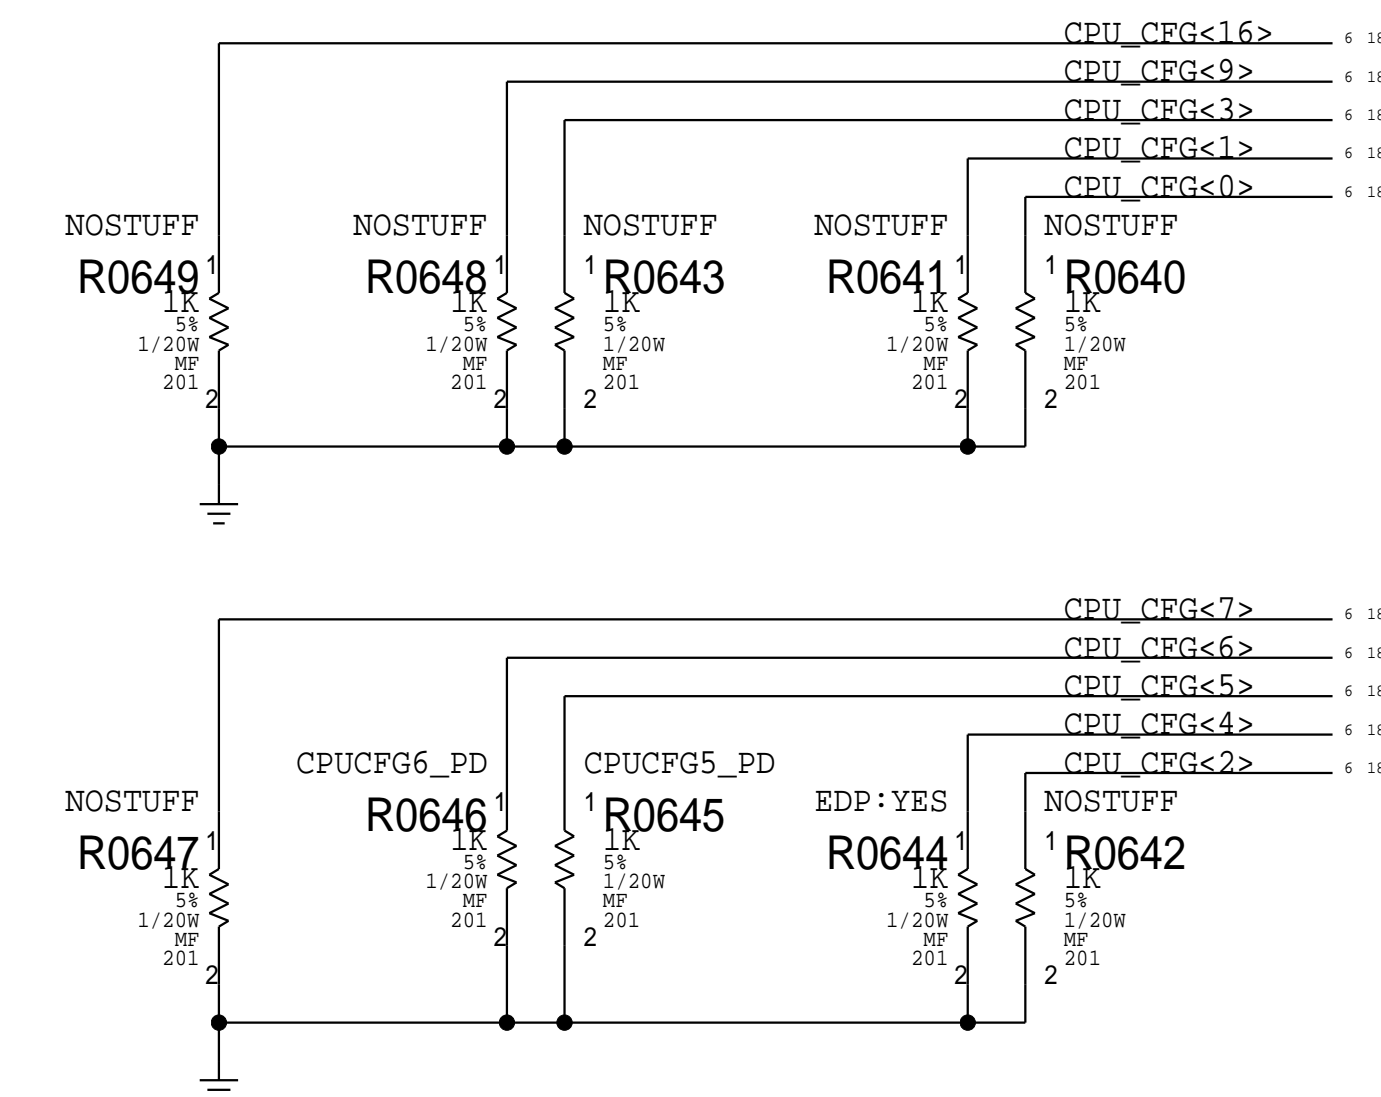 CPU_CFG<16> 6 18
CPU_CFG<9> 6 18
CPU_CFG<3> 6 18
CPU_CFG<1> 6 18
CPU_CFG<0> 6 18
NOSTUFF NOSTUFF NOSTUFF NOSTUFF NOSTUFF
R0649 1 R0648 1 1 R0643 R0641 1 1 R0640
1K 1K 1K 1K 1K
5% 5% 5% 5% 5%
1/20W 1/20W 1/20W 1/20W 1/20W
MF MF MF MF MF
201 201 201 201 201
2 2 2 2 2
CPU_CFG<7> 6 18
CPU_CFG<6> 6 18
CPU_CFG<5> 6 18
CPU_CFG<4> 6 18
CPU_CFG<2> 6 18
CPUCFG6_PD CPUCFG5_PD
NOSTUFF EDP:YES NOSTUFF
R0646 1 1 R0645
1K 1K
5% 5%
1/20W 1/20W
MF MF
201 201
2 2
R0647 1 R0644 1 1 R0642
1K 1K 1K
5% 5% 5%
1/20W 1/20W 1/20W
MF MF MF
201 201 201
2 2 2